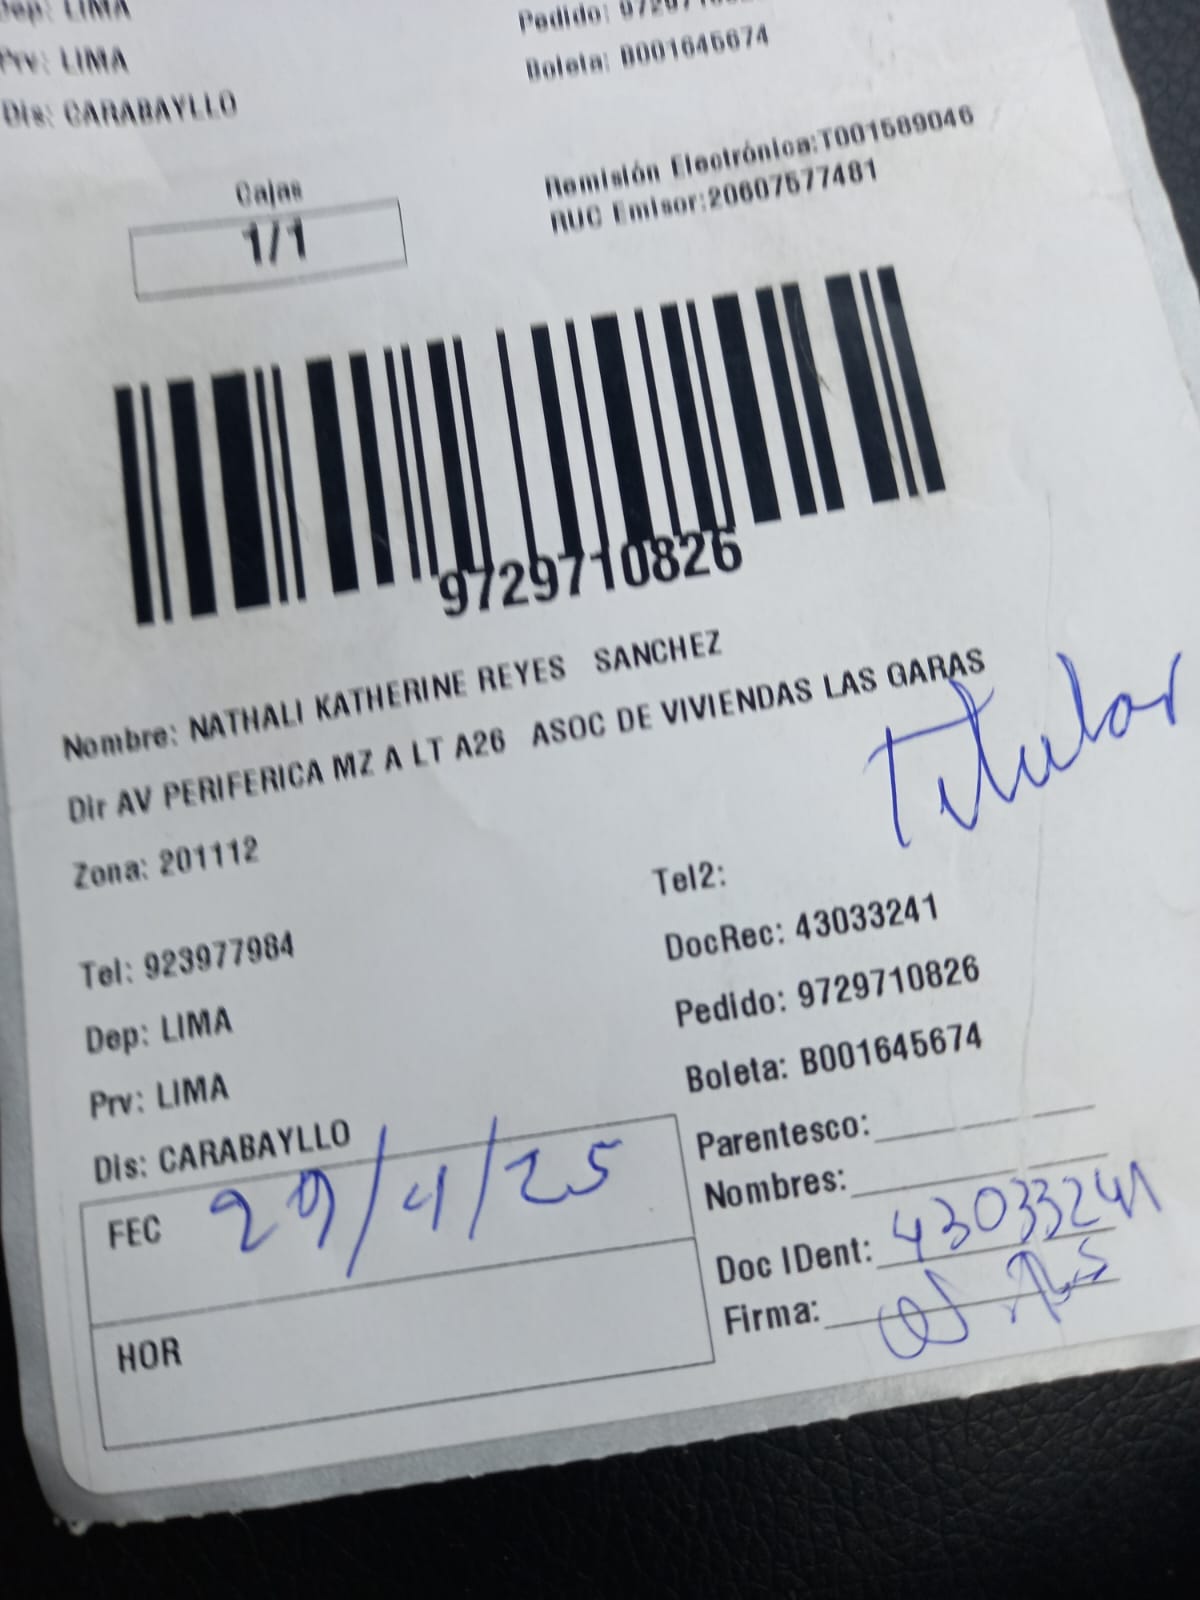 Dep: LIMA
Prv: LIMA
Dis: CARABAYLLO
Pedido:
Boleta: B001645674
Remisión Electrónica:T001589046
RUC Emisor:20607577481
Cajas
1/1
9729710826
Nombre: NATHALI KATHERINE REYES SANCHEZ
Dir AV PERIFERICA MZ A LT A26 ASOC DE VIVIENDAS LAS GARAS
Titular
Zona: 201112
Tel: 923977984
Dep: LIMA
Prv: LIMA
Dis: CARABAYLLO
Tel2:
DocRec: 43033241
Pedido: 9729710826
Boleta: B001645674
Parentesco:
Nombres:
Doc IDent: 43033241
Firma:
FEC 29/4/25
HOR